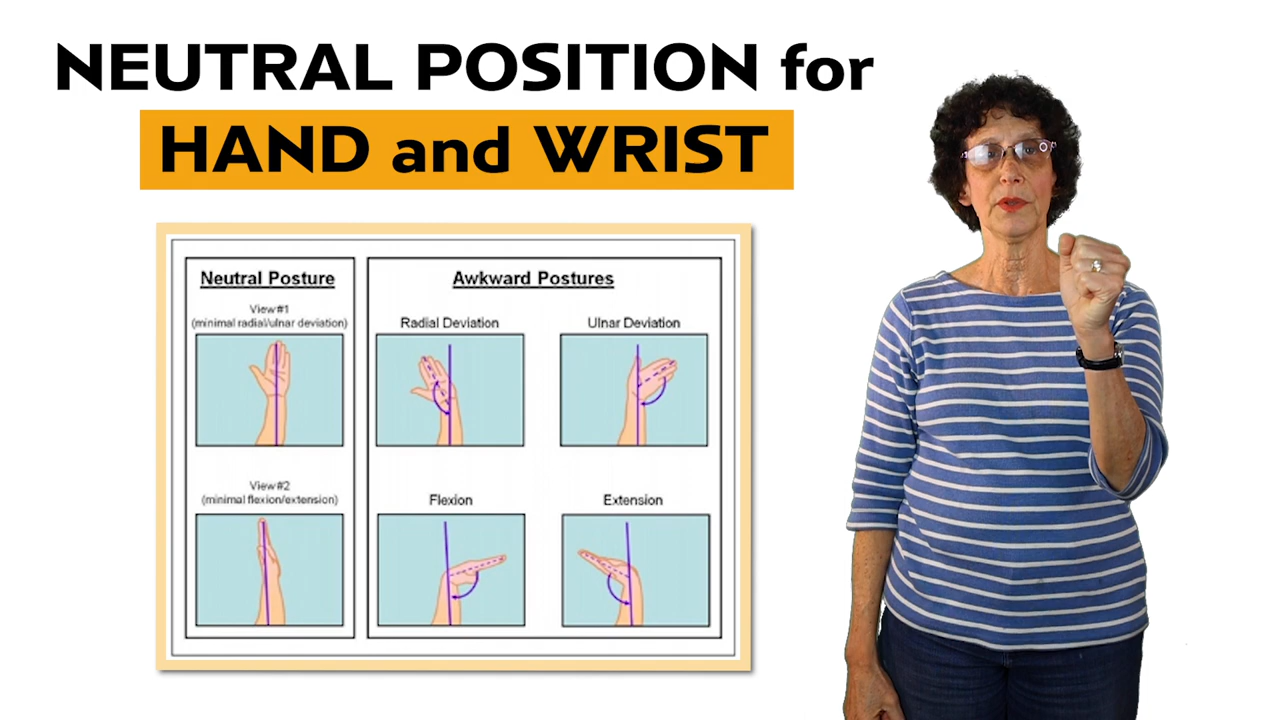 NEUTRAL POSITION for
HAND and WRIST
Neutral Posture
View #1
(minimal radial/ulnar deviation)
View #2
(minimal flexion/extension)
Awkward Postures
Radial Deviation
Ulnar Deviation
Flexion
Extension